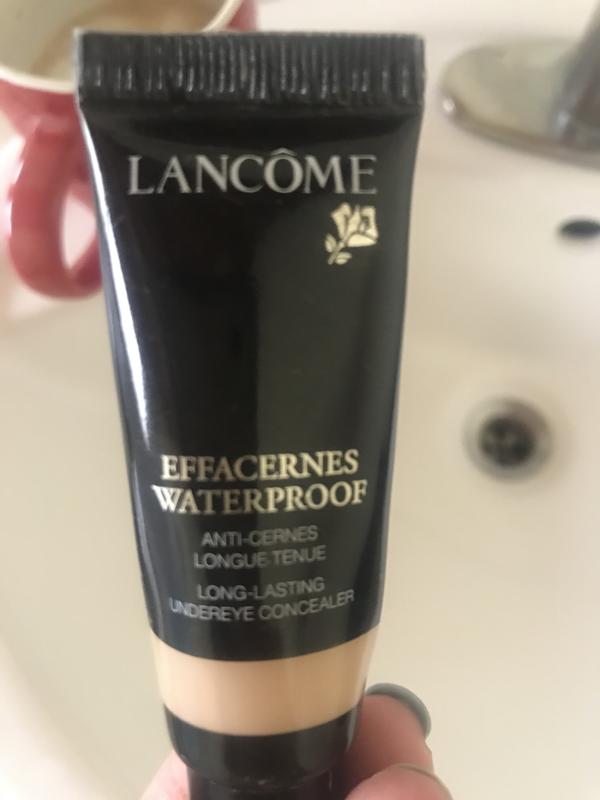 LANCÔME
EFFACERNES
WATERPROOF
ANTI-CERNES
LONGUE TENUE
LONG-LASTING
UNDEREYE CONCEALER